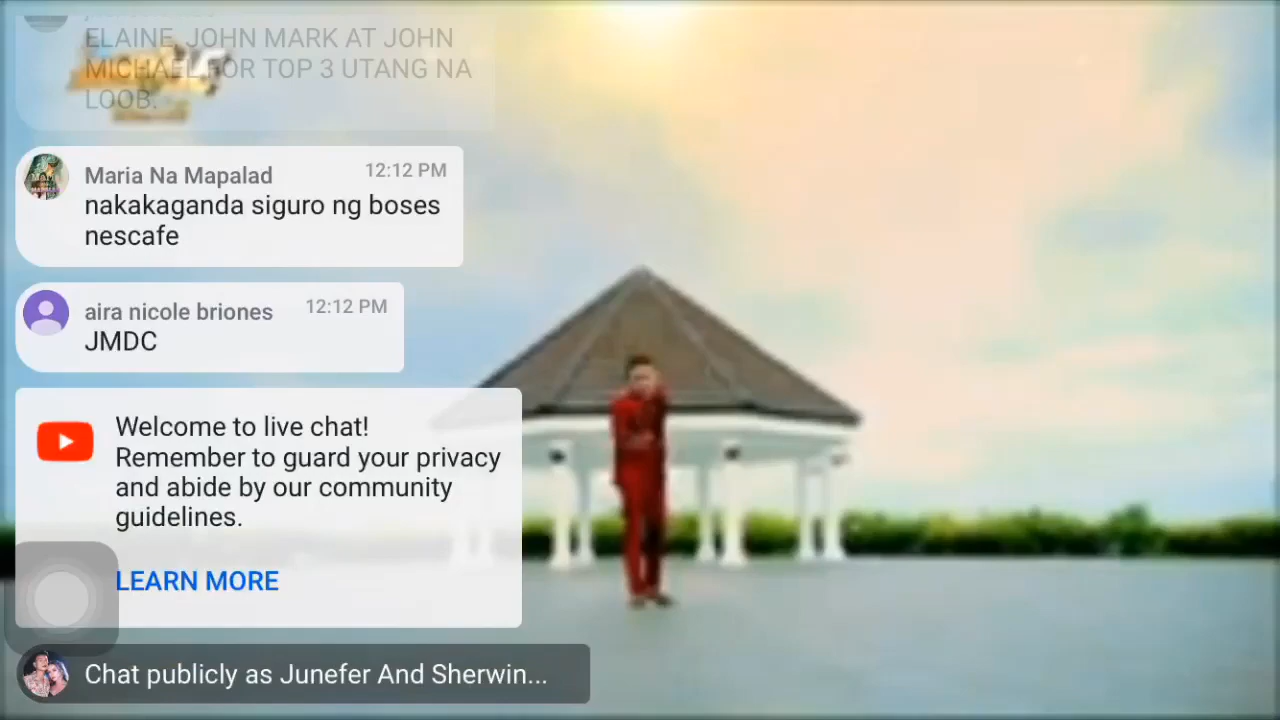 ELAINE, JOHN MARK AT JOHN
MICHAEL FOR TOP 3 UTANG NA
LOOB.
Maria Na Mapalad 12:12 PM
nakakaganda siguro ng boses
nescafe
aira nicole briones 12:12 PM
JMDC
Welcome to live chat!
Remember to guard your privacy
and abide by our community
guidelines.
LEARN MORE
Chat publicly as Junefer And Sherwin...